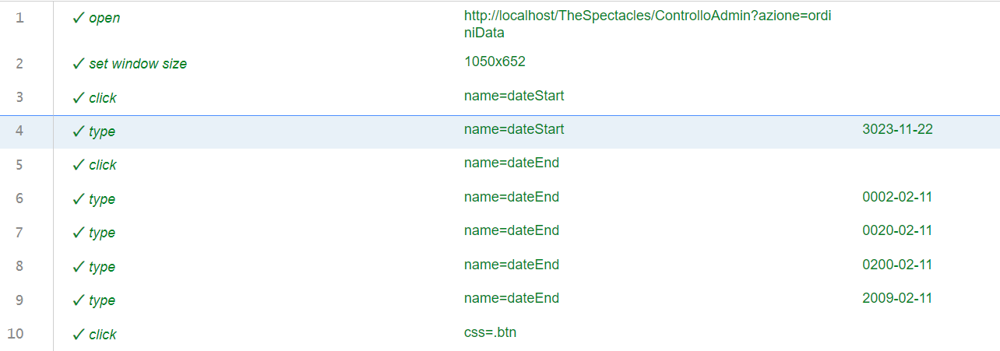 1 ✓ open http://localhost/TheSpectacles/ControlloAdmin?azione=ordi
niData
2 ✓ set window size 1050x652
3 ✓ click name=dateStart
4 ✓ type name=dateStart 3023-11-22
5 ✓ click name=dateEnd
6 ✓ type name=dateEnd 0002-02-11
7 ✓ type name=dateEnd 0020-02-11
8 ✓ type name=dateEnd 0200-02-11
9 ✓ type name=dateEnd 2009-02-11
10 ✓ click css=.btn